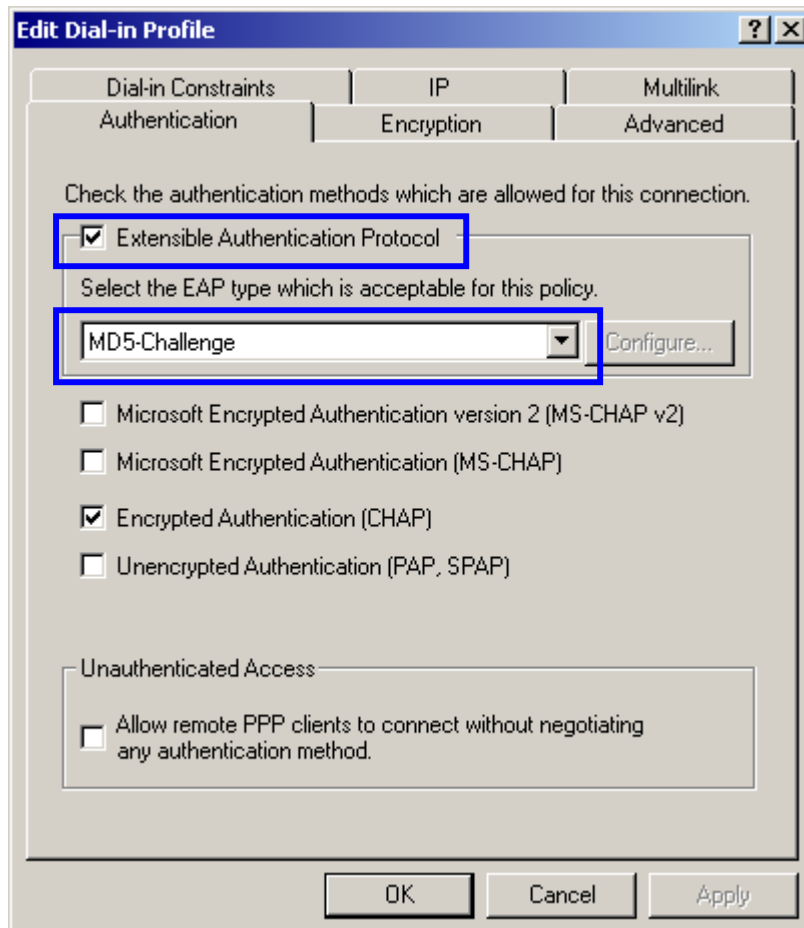 Edit Dial-in Profile
Dial-in Constraints
IP
Multilink
Authentication
Encryption
Advanced
Check the authentication methods which are allowed for this connection.
Extensible Authentication Protocol
Select the EAP type which is acceptable for this policy.
MD5-Challenge
Configure...
Microsoft Encrypted Authentication version 2 (MS-CHAP v2)
Microsoft Encrypted Authentication (MS-CHAP)
Encrypted Authentication (CHAP)
Unencrypted Authentication (PAP, SPAP)
Unauthenticated Access
Allow remote PPP clients to connect without negotiating
any authentication method.
OK
Cancel
Apply